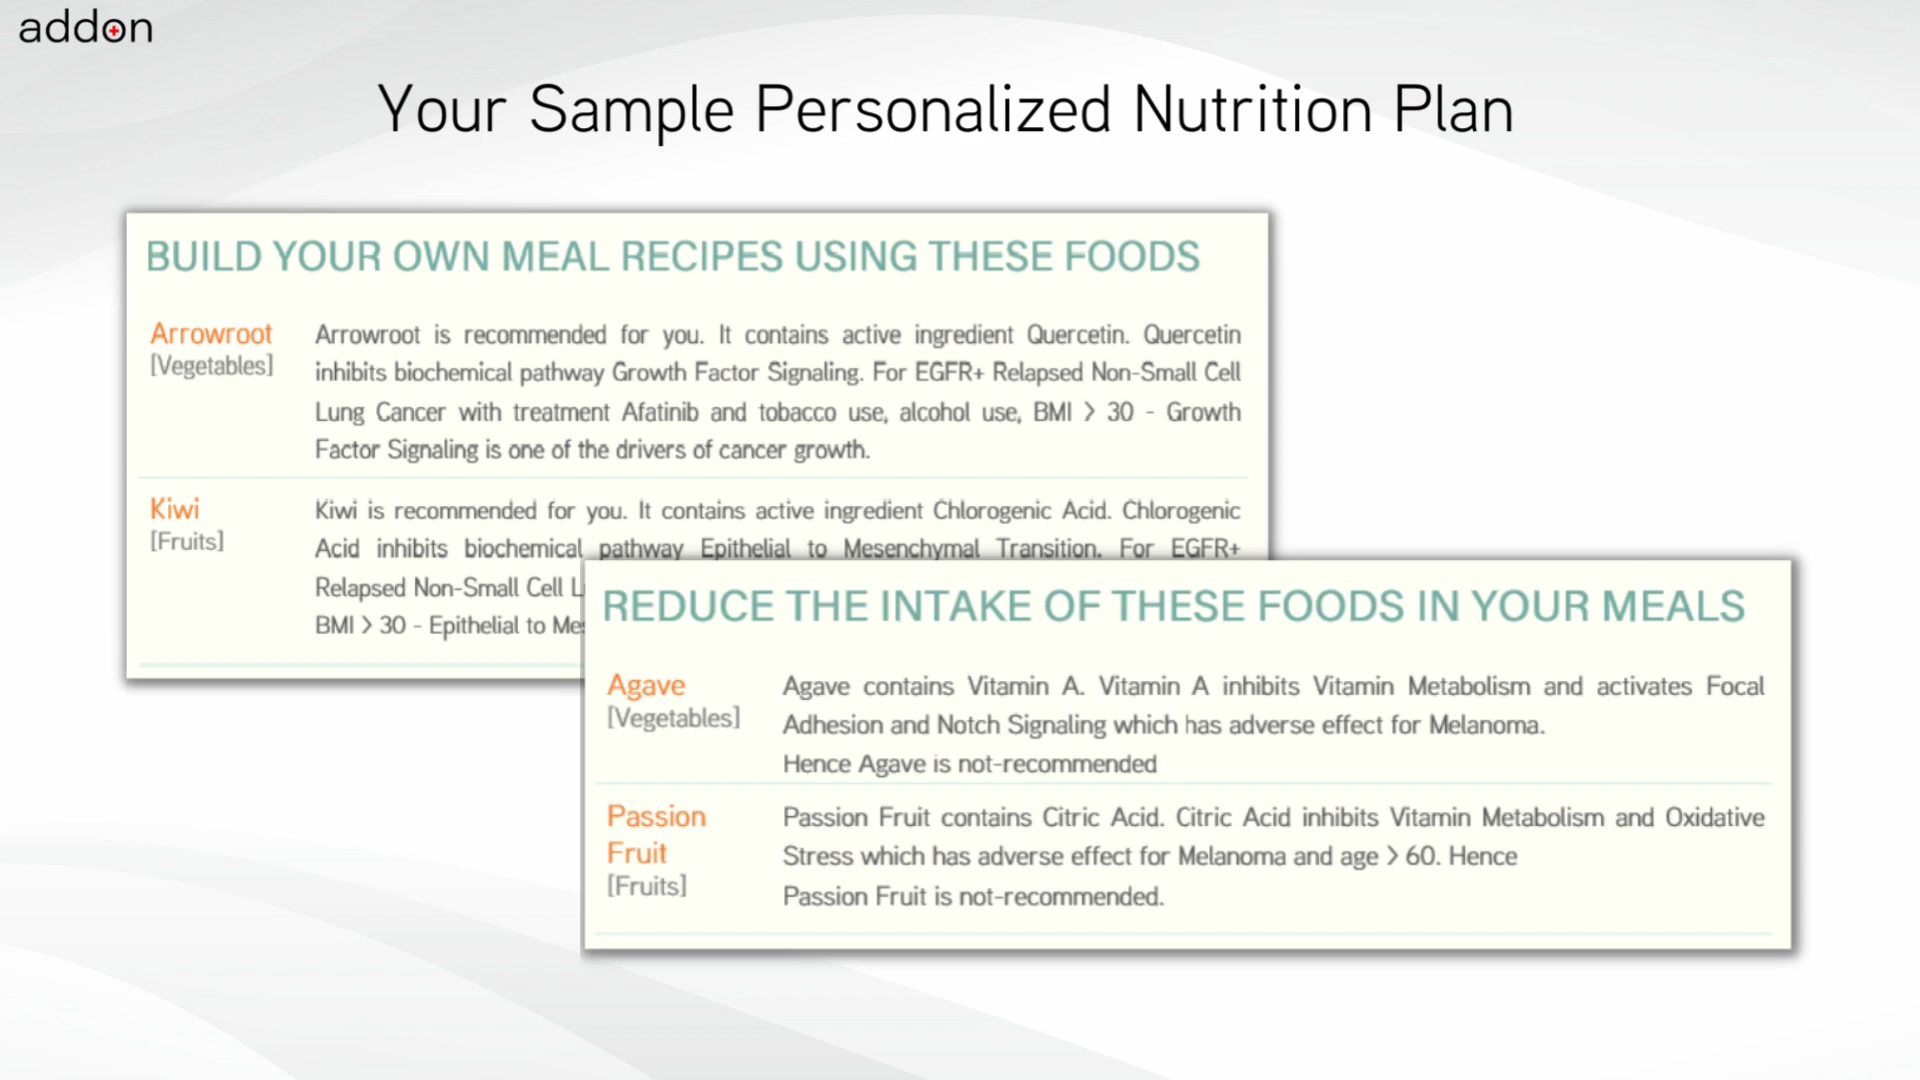 addon
Your Sample Personalized Nutrition Plan
BUILD YOUR OWN MEAL RECIPES USING THESE FOODS
Arrowroot
[Vegetables]
Arrowroot is recommended for you. It contains active ingredient Quercetin. Quercetin
inhibits biochemical pathway Growth Factor Signaling. For EGFR+ Relapsed Non-Small Cell
Lung Cancer with treatment Afatinib and tobacco use, alcohol use, BMI > 30 - Growth
Factor Signaling is one of the drivers of cancer growth.
Kiwi
[Fruits]
Kiwi is recommended for you. It contains active ingredient Chlorogenic Acid. Chlorogenic
Acid inhibits biochemical pathway Epithelial to Mesenchymal Transition. For EGFR+
Relapsed Non-Small Cell L
BMI > 30 - Epithelial to Mes
REDUCE THE INTAKE OF THESE FOODS IN YOUR MEALS
Agave
[Vegetables]
Agave contains Vitamin A. Vitamin A inhibits Vitamin Metabolism and activates Focal
Adhesion and Notch Signaling which has adverse effect for Melanoma.
Hence Agave is not-recommended
Passion
Fruit
[Fruits]
Passion Fruit contains Citric Acid. Citric Acid inhibits Vitamin Metabolism and Oxidative
Stress which has adverse effect for Melanoma and age > 60. Hence
Passion Fruit is not-recommended.